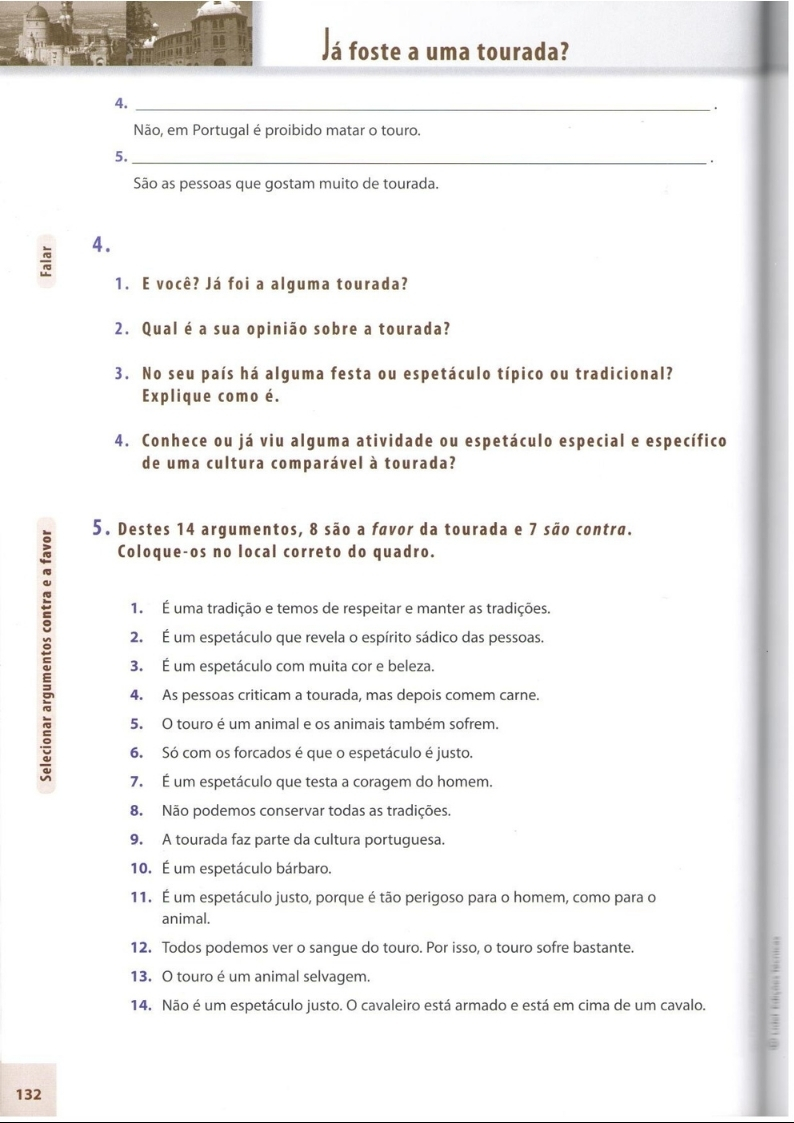 Já foste a uma tourada?
4. .
Não, em Portugal é proibido matar o touro.
5. .
São as pessoas que gostam muito de tourada.
Falar
4.
1. E você? Já foi a alguma tourada?
2. Qual é a sua opinião sobre a tourada?
3. No seu país há alguma festa ou espetáculo típico ou tradicional?
Explique como é.
4. Conhece ou já viu alguma atividade ou espetáculo especial e específico
de uma cultura comparável à tourada?
Selecionar argumentos contra e a favor
5. Destes 14 argumentos, 8 são a favor da tourada e 7 são contra.
Coloque-os no local correto do quadro.
1. É uma tradição e temos de respeitar e manter as tradições.
2. É um espetáculo que revela o espírito sádico das pessoas.
3. É um espetáculo com muita cor e beleza.
4. As pessoas criticam a tourada, mas depois comem carne.
5. O touro é um animal e os animais também sofrem.
6. Só com os forcados é que o espetáculo é justo.
7. É um espetáculo que testa a coragem do homem.
8. Não podemos conservar todas as tradições.
9. A tourada faz parte da cultura portuguesa.
10. É um espetáculo bárbaro.
11. É um espetáculo justo, porque é tão perigoso para o homem, como para o
animal.
12. Todos podemos ver o sangue do touro. Por isso, o touro sofre bastante.
13. O touro é um animal selvagem.
14. Não é um espetáculo justo. O cavaleiro está armado e está em cima de um cavalo.
© Lidel Edições Técnicas
132